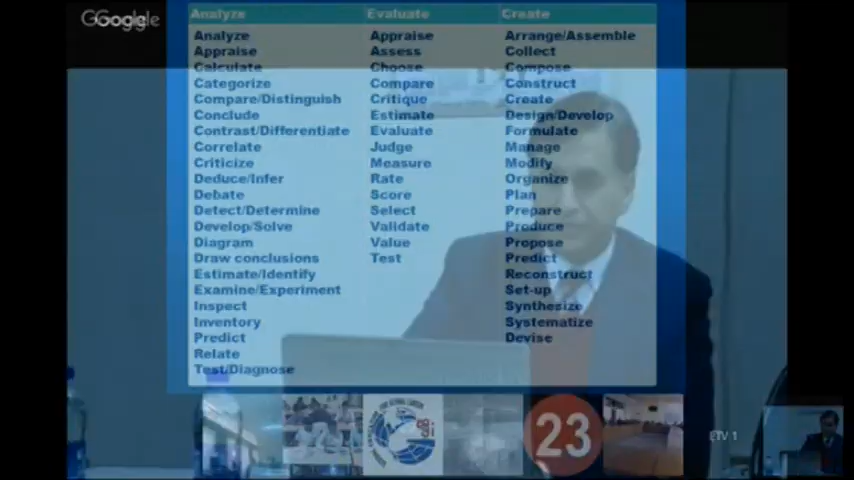 Google
Analyze Evaluate Create
Analyze Appraise Arrange/Assemble
Appraise Assess Collect
Calculate Choose Compose
Categorize Compare Construct
Compare/Distinguish Critique Create
Conclude Estimate Design/Develop
Contrast/Differentiate Evaluate Formulate
Correlate Judge Manage
Criticize Measure Modify
Deduce/Infer Rate Organize
Debate Score Plan
Detect/Determine Select Prepare
Develop/Solve Validate Produce
Diagram Value Propose
Draw conclusions Test Predict
Estimate/Identify Reconstruct
Examine/Experiment Set-up
Inspect Synthesize
Inventory Systematize
Predict Devise
Relate
Test/Diagnose
23
ETV 1